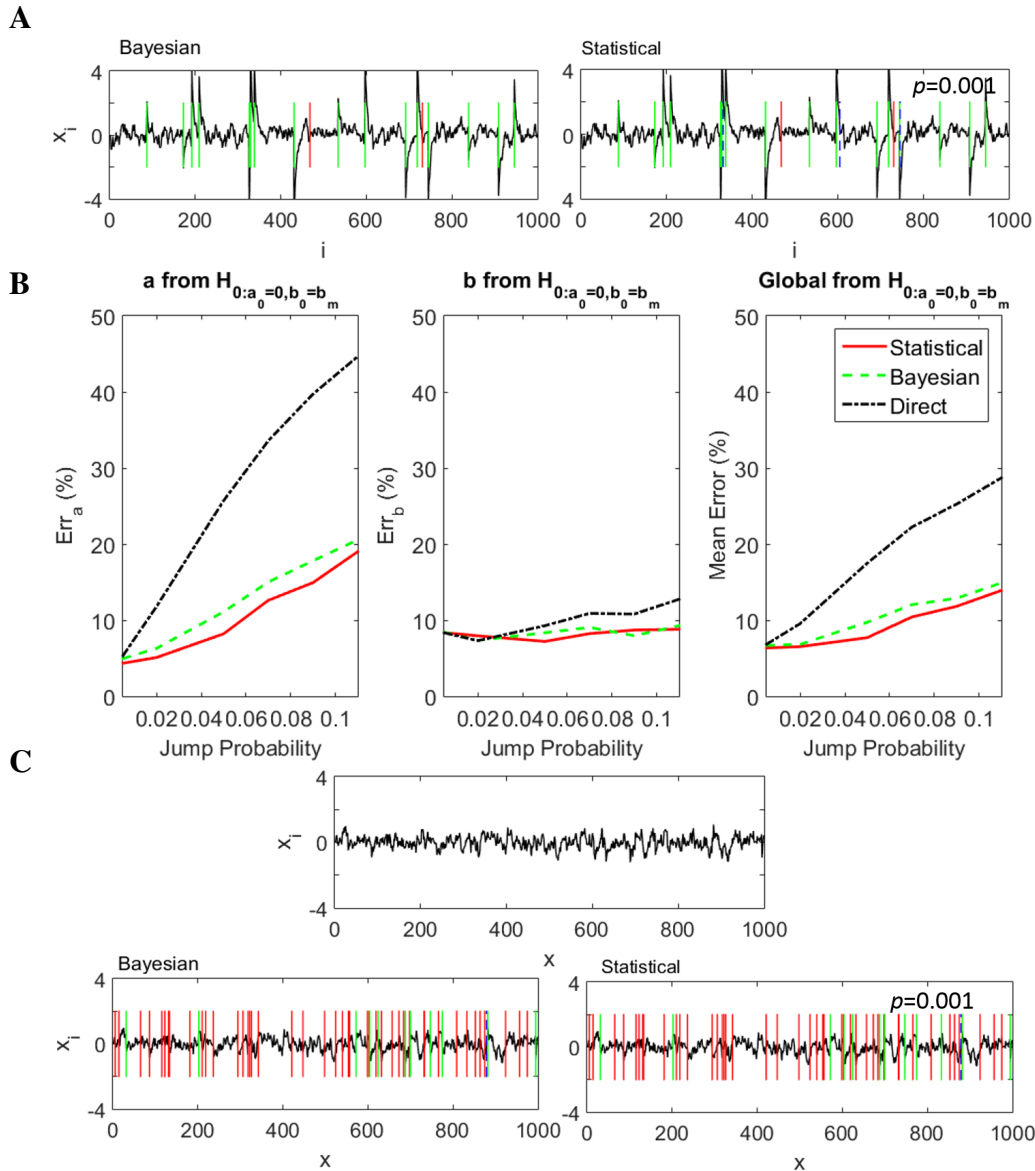 A
Bayesian
Statistical
p=0.001
4
0
-4
x_i
0 200 400 600 800 1000
i
4
0
-4
0 200 400 600 800 1000
i
B
a from H_0:a_0=0,b_0=b_m
b from H_0:a_0=0,b_0=b_m
Global from H_0:a_0=0,b_0=b_m
50
40
30
20
10
0
Err_a (%)
0.02 0.04 0.06 0.08 0.1
Jump Probability
50
40
30
20
10
0
Err_b (%)
0.02 0.04 0.06 0.08 0.1
Jump Probability
50
40
30
20
10
0
Mean Error (%)
0.02 0.04 0.06 0.08 0.1
Jump Probability
Statistical
Bayesian
Direct
C
4
0
-4
x_i
0 200 400 600 800 1000
x
Bayesian
4
0
-4
x_i
0 200 400 600 800 1000
x
Statistical
p=0.001
4
0
-4
0 200 400 600 800 1000
x